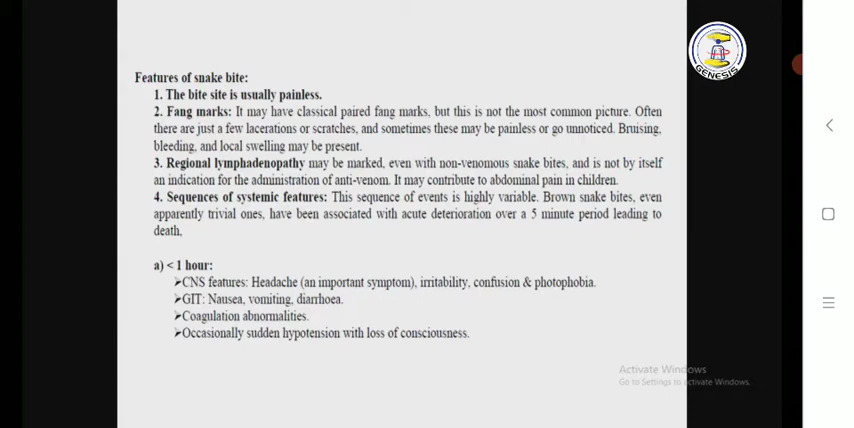 GENESIS
Features of snake bite:
1. The bite site is usually painless.
2. Fang marks: It may have classical paired fang marks, but this is not the most common picture. Often
there are just a few lacerations or scratches, and sometimes these may be painless or go unnoticed. Bruising,
bleeding, and local swelling may be present.
3. Regional lymphadenopathy may be marked, even with non-venomous snake bites, and is not by itself
an indication for the administration of anti-venom. It may contribute to abdominal pain in children.
4. Sequences of systemic features: This sequence of events is highly variable. Brown snake bites, even
apparently trivial ones, have been associated with acute deterioration over a 5 minute period leading to
death.
a) < 1 hour:
➤CNS features: Headache (an important symptom), irritability, confusion & photophobia.
➤GIT: Nausea, vomiting, diarrhoea.
➤Coagulation abnormalities.
➤Occasionally sudden hypotension with loss of consciousness.
Activate Windows
Go to Settings to activate Windows.